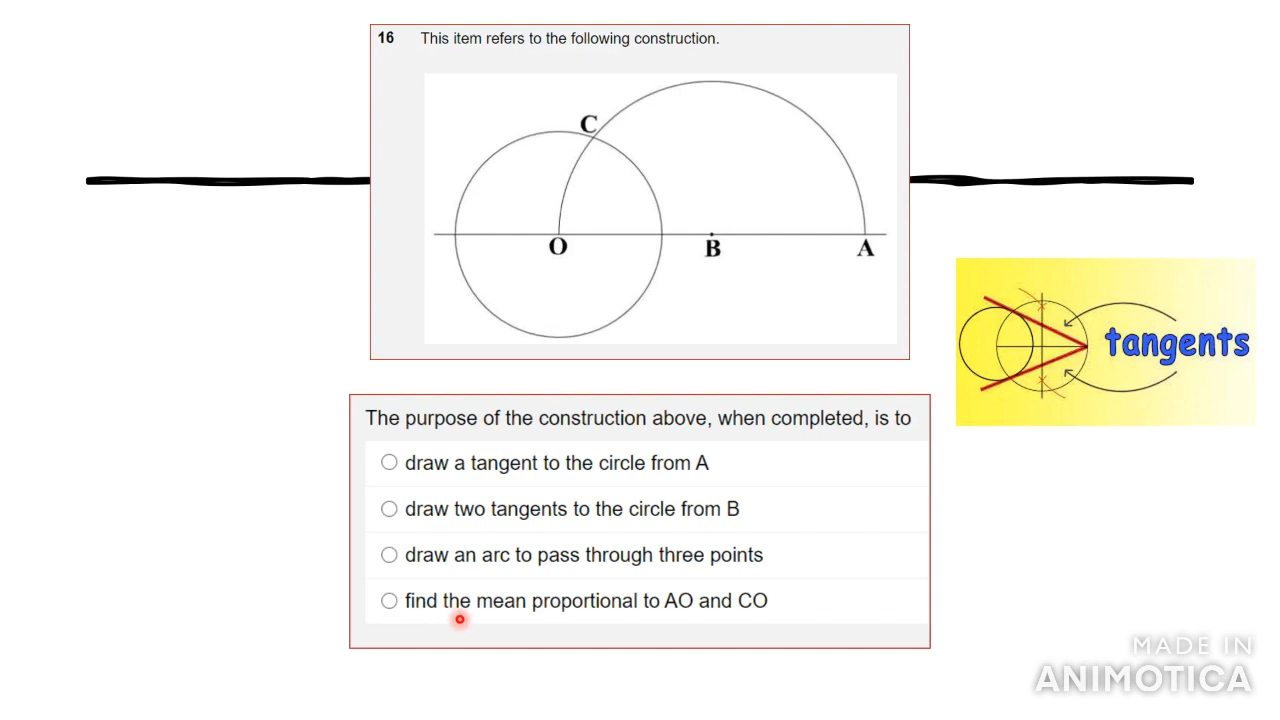 16 This item refers to the following construction.
C
O
B
A
tangents
The purpose of the construction above, when completed, is to
draw a tangent to the circle from A
draw two tangents to the circle from B
draw an arc to pass through three points
find the mean proportional to AO and CO
MADE IN
ANIMOTICA